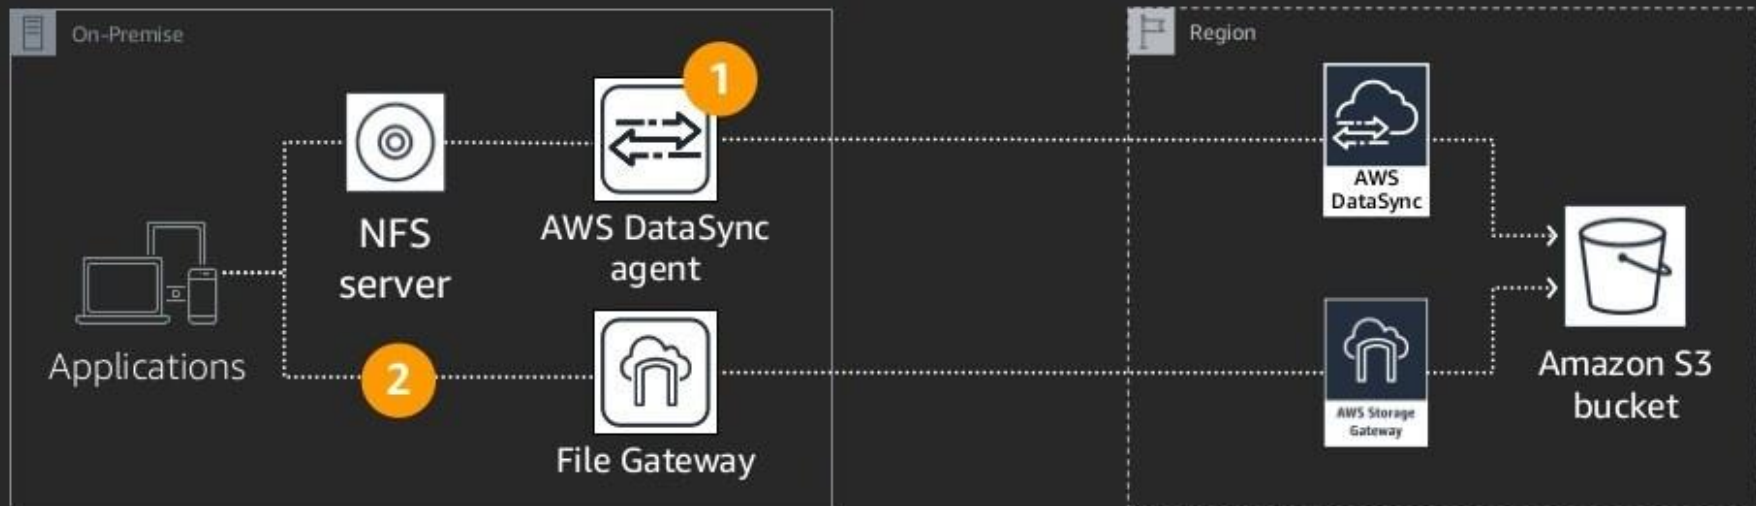 On-Premise
Region
1
NFS
server
AWS DataSync
agent
AWS
DataSync
Applications
2
File Gateway
AWS Storage
Gateway
Amazon S3
bucket